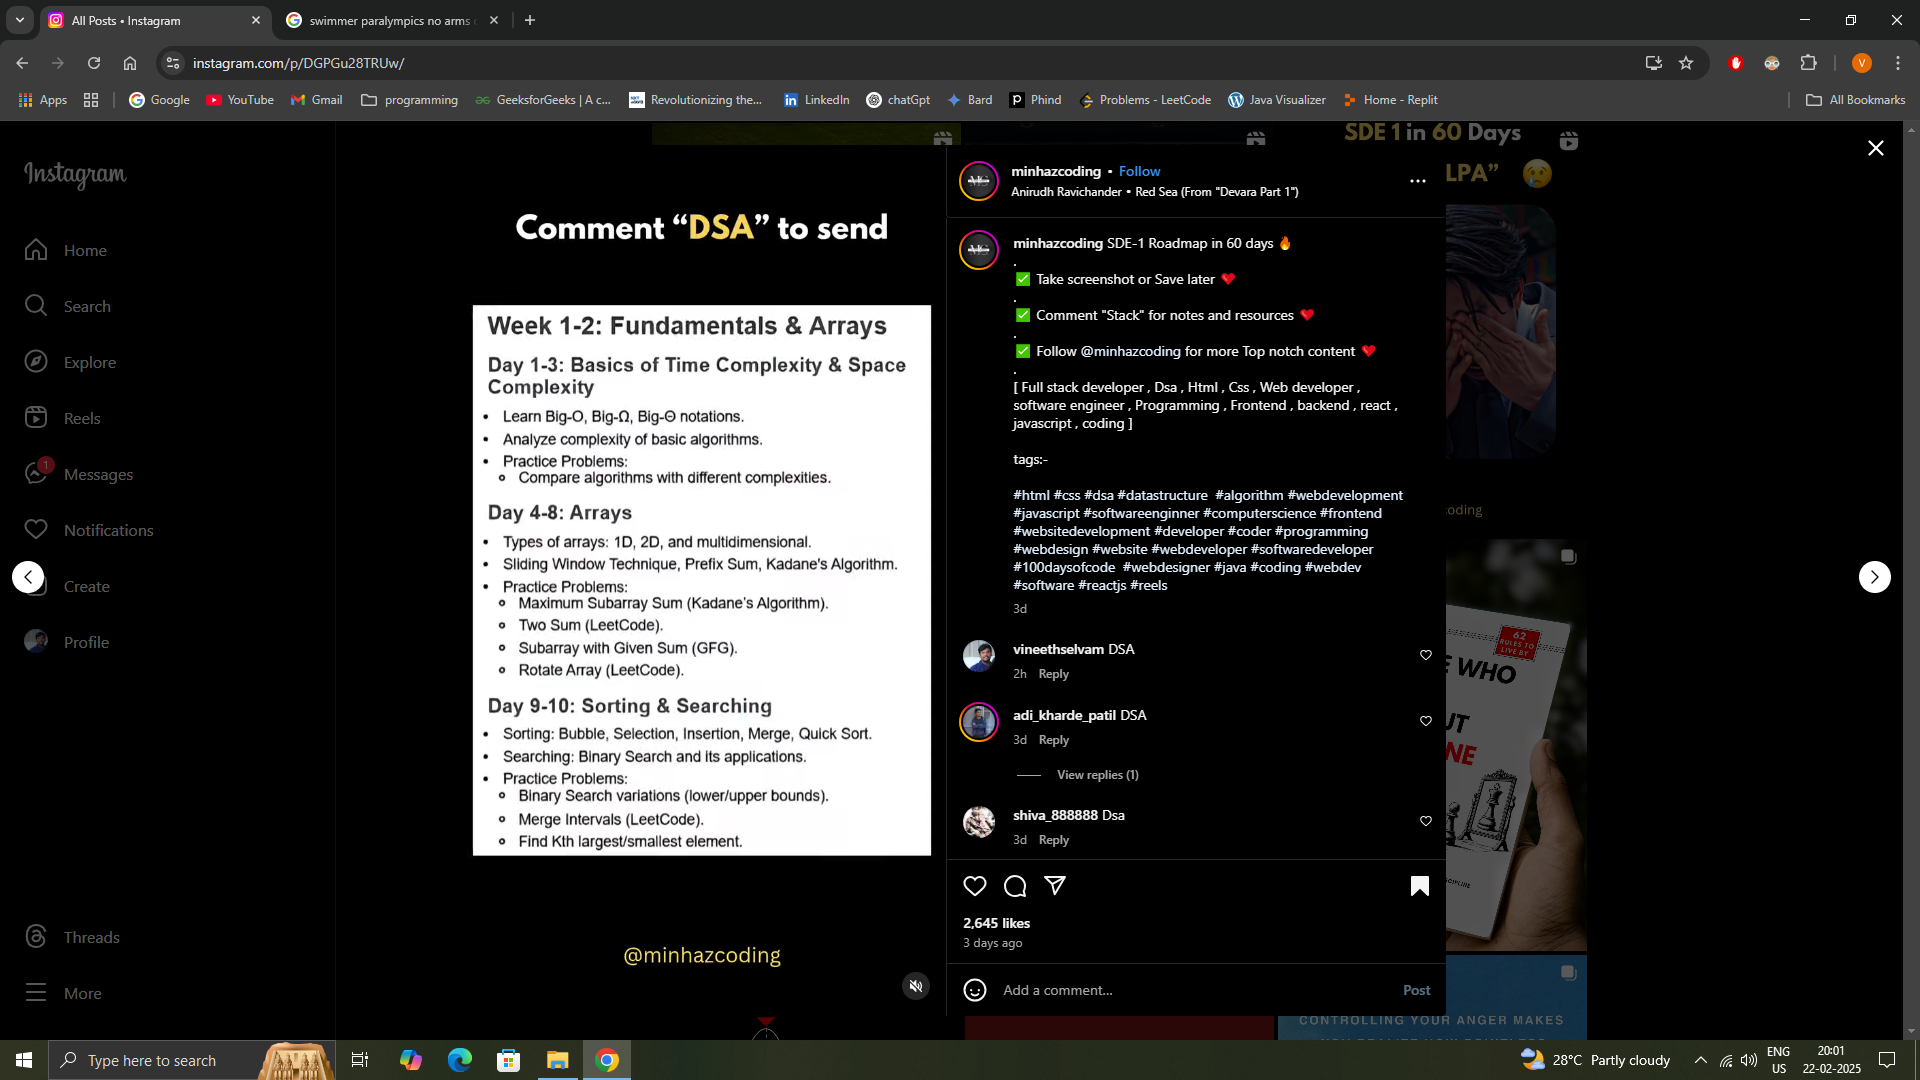 All Posts • Instagram
swimmer paralympics no arms
instagram.com/p/DGPGu28TRUw/
V
Apps
Google
YouTube
Gmail
programming
GeeksforGeeks | A c...
Revolutionizing the...
LinkedIn
chatGpt
Bard
Phind
Problems - LeetCode
Java Visualizer
Home - Replit
All Bookmarks
Instagram
Home
Search
Explore
Reels
1
Messages
Notifications
Create
Profile
Threads
More
Comment “DSA” to send
Week 1-2: Fundamentals & Arrays
Day 1-3: Basics of Time Complexity & Space
Complexity
• Learn Big-O, Big-Ω, Big-Θ notations.
• Analyze complexity of basic algorithms.
• Practice Problems:
Compare algorithms with different complexities.
Day 4-8: Arrays
• Types of arrays: 1D, 2D, and multidimensional.
• Sliding Window Technique, Prefix Sum, Kadane's Algorithm.
• Practice Problems:
Maximum Subarray Sum (Kadane’s Algorithm).
Two Sum (LeetCode).
Subarray with Given Sum (GFG).
Rotate Array (LeetCode).
Day 9-10: Sorting & Searching
• Sorting: Bubble, Selection, Insertion, Merge, Quick Sort.
• Searching: Binary Search and its applications.
• Practice Problems:
Binary Search variations (lower/upper bounds).
Merge Intervals (LeetCode).
Find Kth largest/smallest element.
@minhazcoding
minhazcoding • Follow
Anirudh Ravichander • Red Sea (From "Devara Part 1")
minhazcoding SDE-1 Roadmap in 60 days 🔥
.
✅ Take screenshot or Save later ❤️
.
✅ Comment "Stack" for notes and resources ❤️
.
✅ Follow @minhazcoding for more Top notch content ❤️
.
[ Full stack developer , Dsa , Html , Css , Web developer ,
software engineer , Programming , Frontend , backend , react ,
javascript , coding ]
tags:-
#html #css #dsa #datastructure #algorithm #webdevelopment
#javascript #softwareenginner #computerscience #frontend
#websitedevelopment #developer #coder #programming
#webdesign #website #webdeveloper #softwaredeveloper
#100daysofcode #webdesigner #java #coding #webdev
#software #reactjs #reels
3d
vineethselvam DSA
2h Reply
adi_kharde_patil DSA
3d Reply
View replies (1)
shiva_888888 Dsa
3d Reply
2,645 likes
3 days ago
Add a comment...
Post
SDE 1 in 60 Days
LPA”
oding
62
RULES TO
LIVE BY
WHO
UT
NE
CONTROLLING YOUR ANGER MAKES
Type here to search
28°C Partly cloudy
ENG
US
20:01
22-02-2025